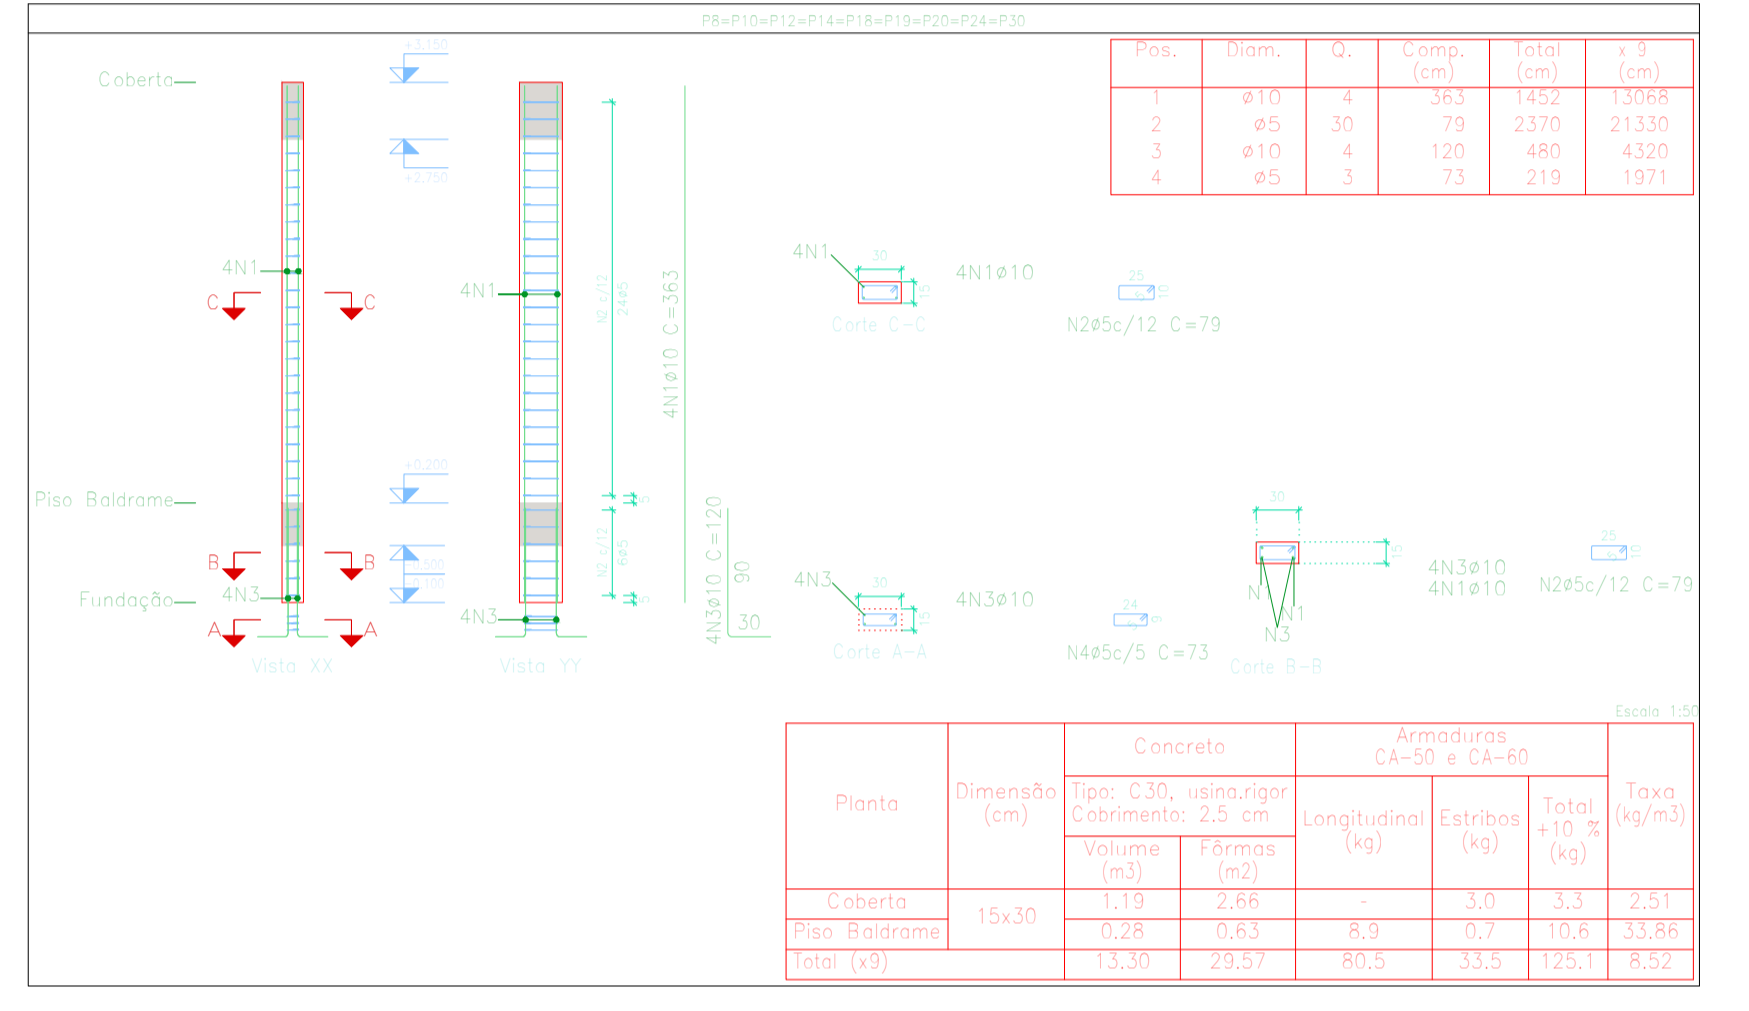 P8=P10=P12=P14=P18=P19=P20=P24=P30
Pos. Diam. Q. Comp. (cm) Total (cm) x 9 (cm)
1 ø10 4 363 1452 13068
2 ø5 30 79 2370 21330
3 ø10 4 120 480 4320
4 ø5 3 73 219 1971
Coberta
+3.150
+2.750
4N1
C C
Piso Baldrame
+0.200
B B
-0.500
-0.100
Fundação
4N3
A A
Vista XX
4N1
4N3
Vista YY
N2 c/12
24ø5
5
N2 c/12
6ø5
5
4N1ø10 C=363
4N3ø10 C=120
90
30
4N1
30
15
4N1ø10
Corte C-C
25
5
10
N2ø5c/12 C=79
4N3
30
15
4N3ø10
Corte A-A
24
5
9
N4ø5c/5 C=73
30
15
N
N1
N3
4N3ø10
4N1ø10
Corte B-B
25
5
10
N2ø5c/12 C=79
Escala 1:50
Planta
Dimensão
(cm)
Concreto
Tipo: C30, usina.rigor
Cobrimento: 2.5 cm
Volume
(m3)
Fôrmas
(m2)
Armaduras
CA-50 e CA-60
Longitudinal
(kg)
Estribos
(kg)
Total
+10 %
(kg)
Taxa
(kg/m3)
Coberta 15x30 1.19 2.66 - 3.0 3.3 2.51
Piso Baldrame 0.28 0.63 8.9 0.7 10.6 33.86
Total (x9) 13.30 29.57 80.5 33.5 125.1 8.52